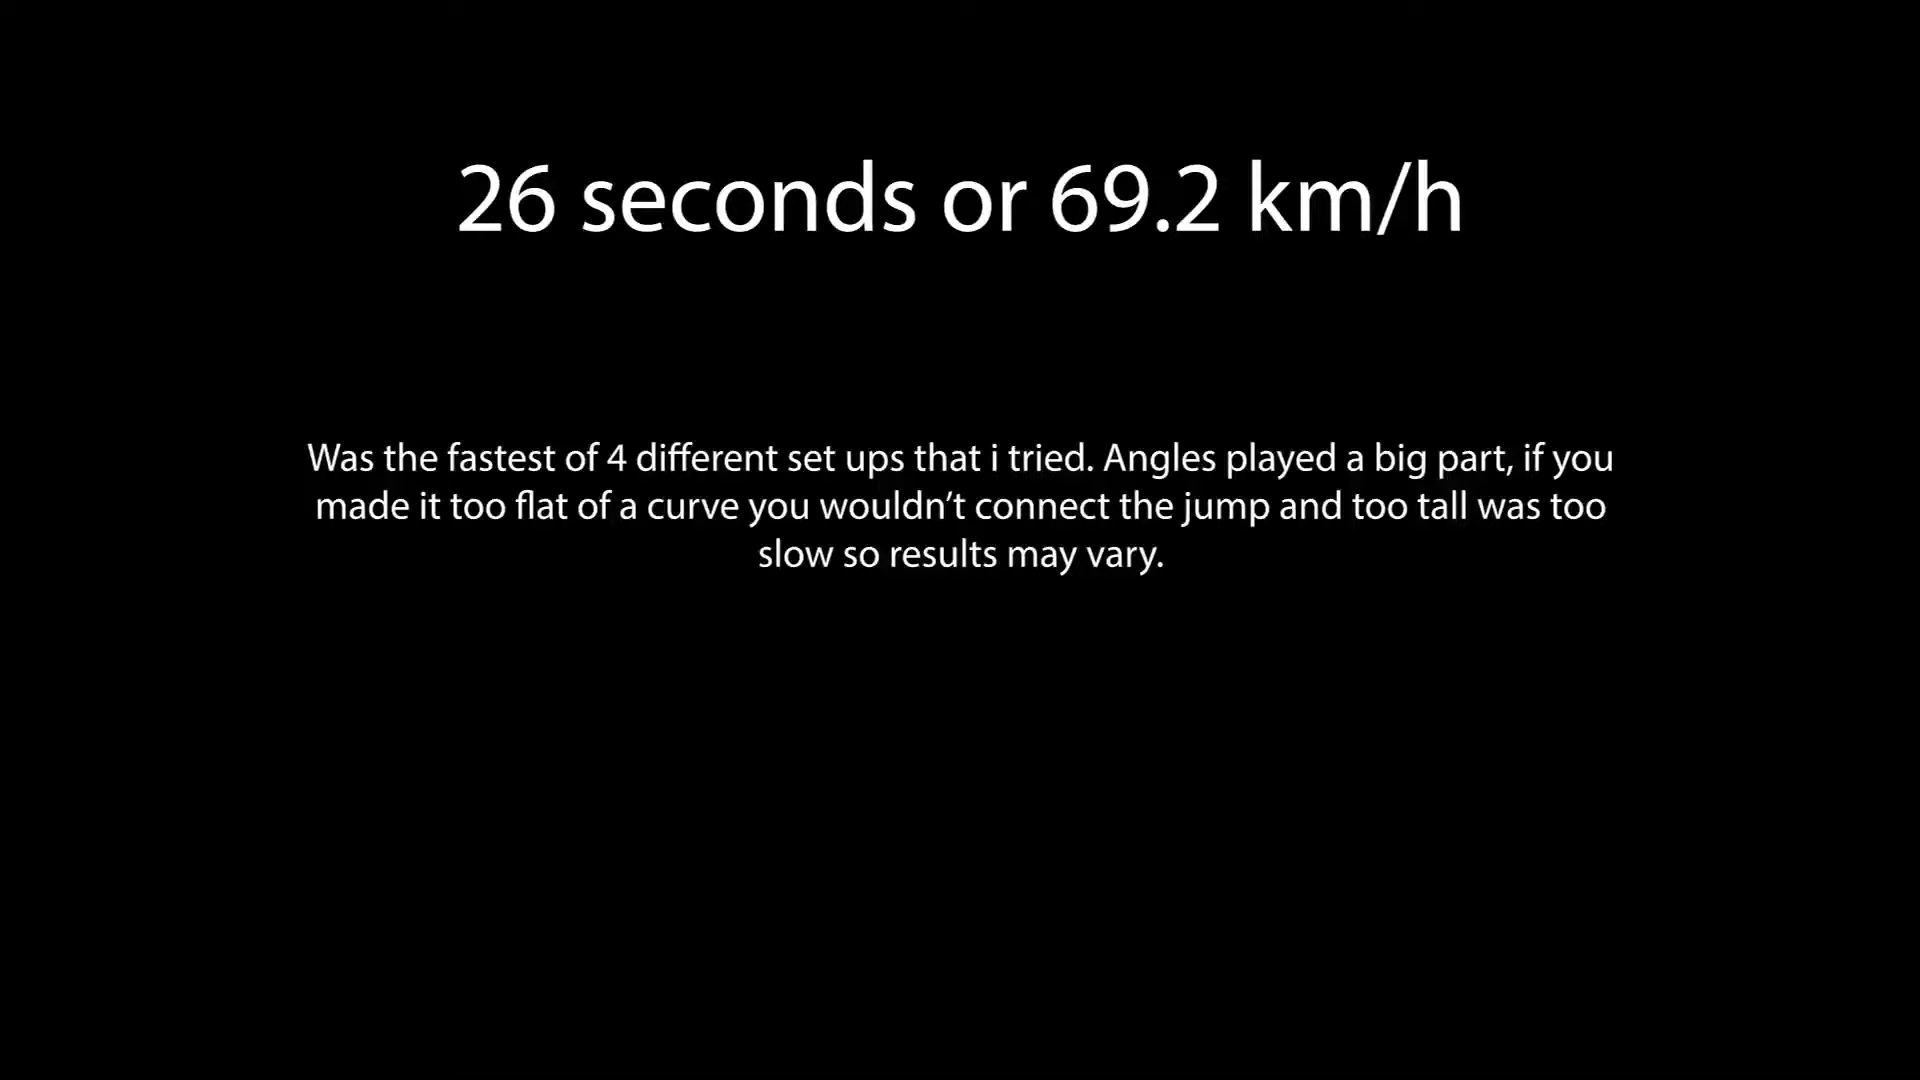 26 seconds or 69.2 km/h
Was the fastest of 4 different set ups that i tried. Angles played a big part, if you
made it too flat of a curve you wouldn’t connect the jump and too tall was too
slow so results may vary.